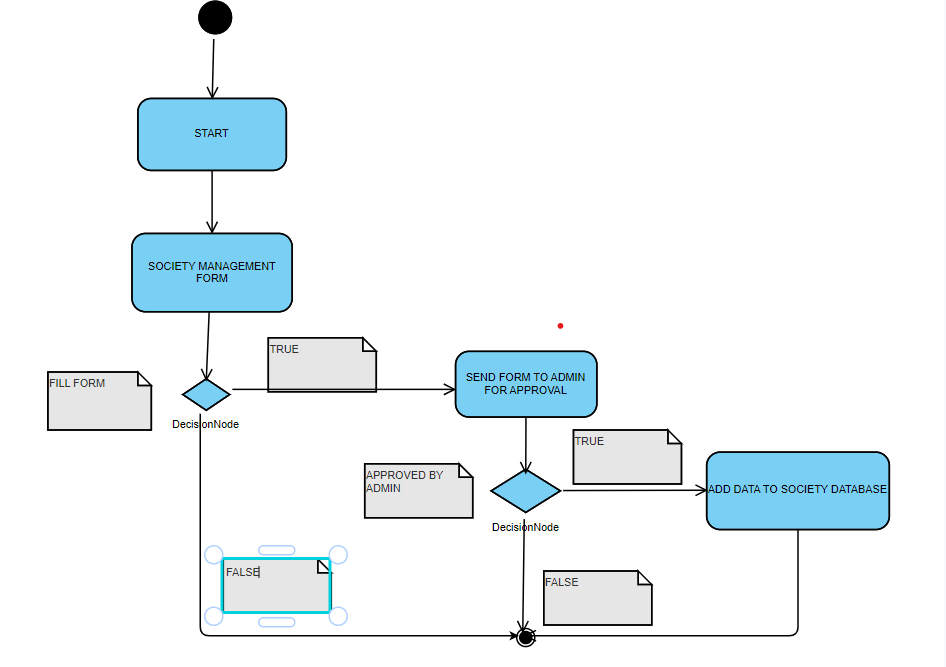 START
SOCIETY MANAGEMENT
FORM
TRUE
FILL FORM
DecisionNode
SEND FORM TO ADMIN
FOR APPROVAL
TRUE
APPROVED BY
ADMIN
ADD DATA TO SOCIETY DATABASE
DecisionNode
FALSE
FALSE